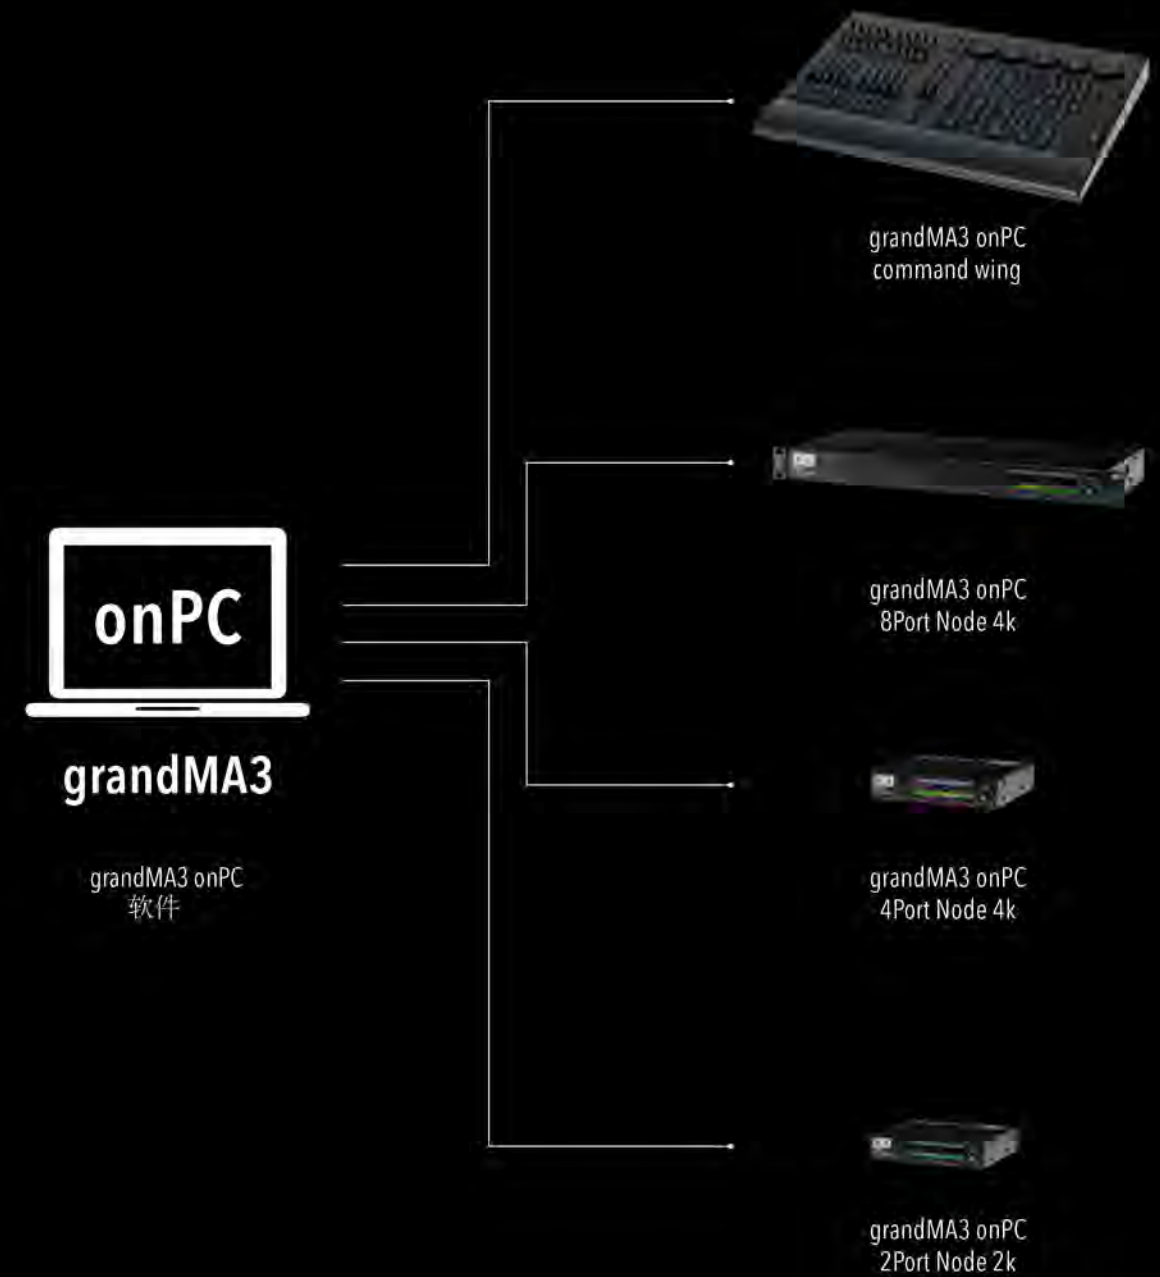 grandMA3 onPC
command wing
grandMA3 onPC
8Port Node 4k
onPC
grandMA3
grandMA3 onPC
软件
grandMA3 onPC
4Port Node 4k
grandMA3 onPC
2Port Node 2k